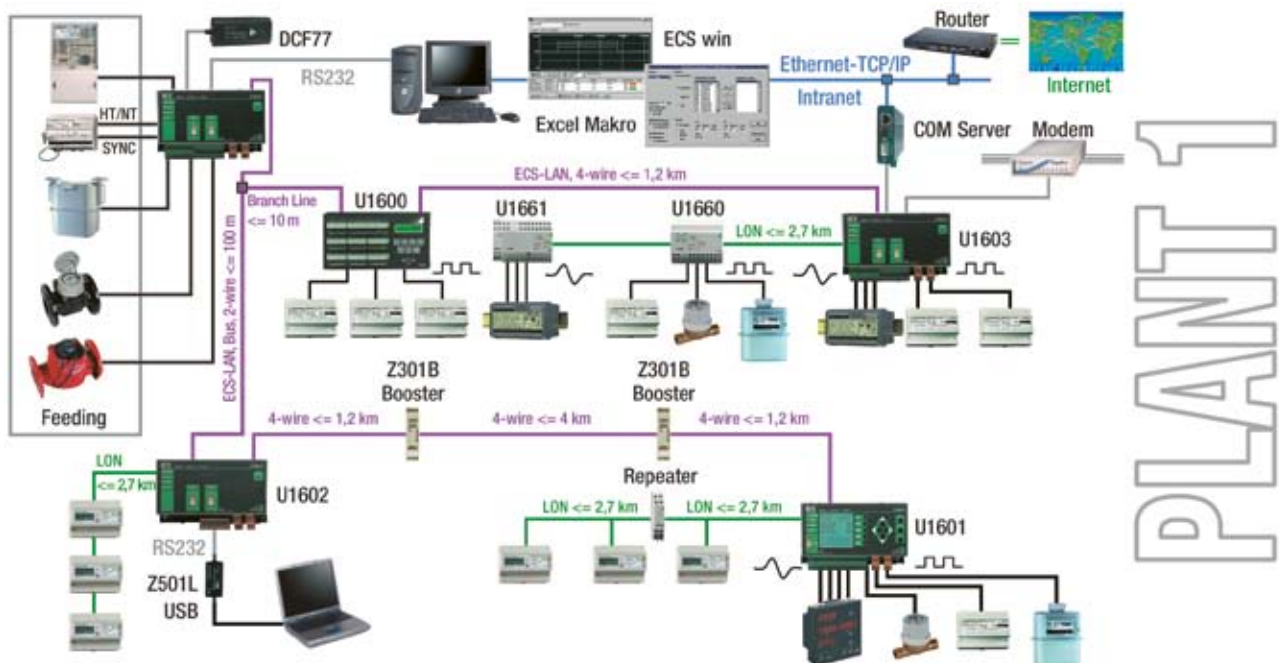 DCF77
RS232
ECS win
Excel Makro
Ethernet-TCP/IP
Intranet
Router
Internet
COM Server
Modem
HT/NT
SYNC
Feeding
ECS-LAN, Bus, 2-wire <= 100 m
Branch Line
<= 10 m
ECS-LAN, 4-wire <= 1,2 km
U1600
U1661
U1660
LON <= 2,7 km
U1603
Z301B
Booster
Z301B
Booster
4-wire <= 1,2 km
4-wire <= 4 km
4-wire <= 1,2 km
LON
<= 2,7 km
U1602
RS232
Z501L
USB
Repeater
LON <= 2,7 km
LON <= 2,7 km
U1601
PLANT 1